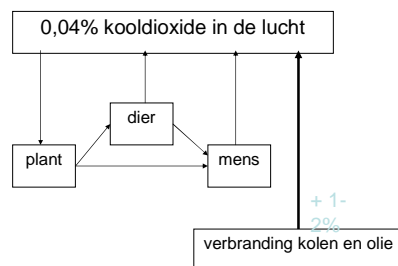 0,04% kooldioxide in de lucht
dier
plant
mens
+ 1-
2%
verbranding kolen en olie